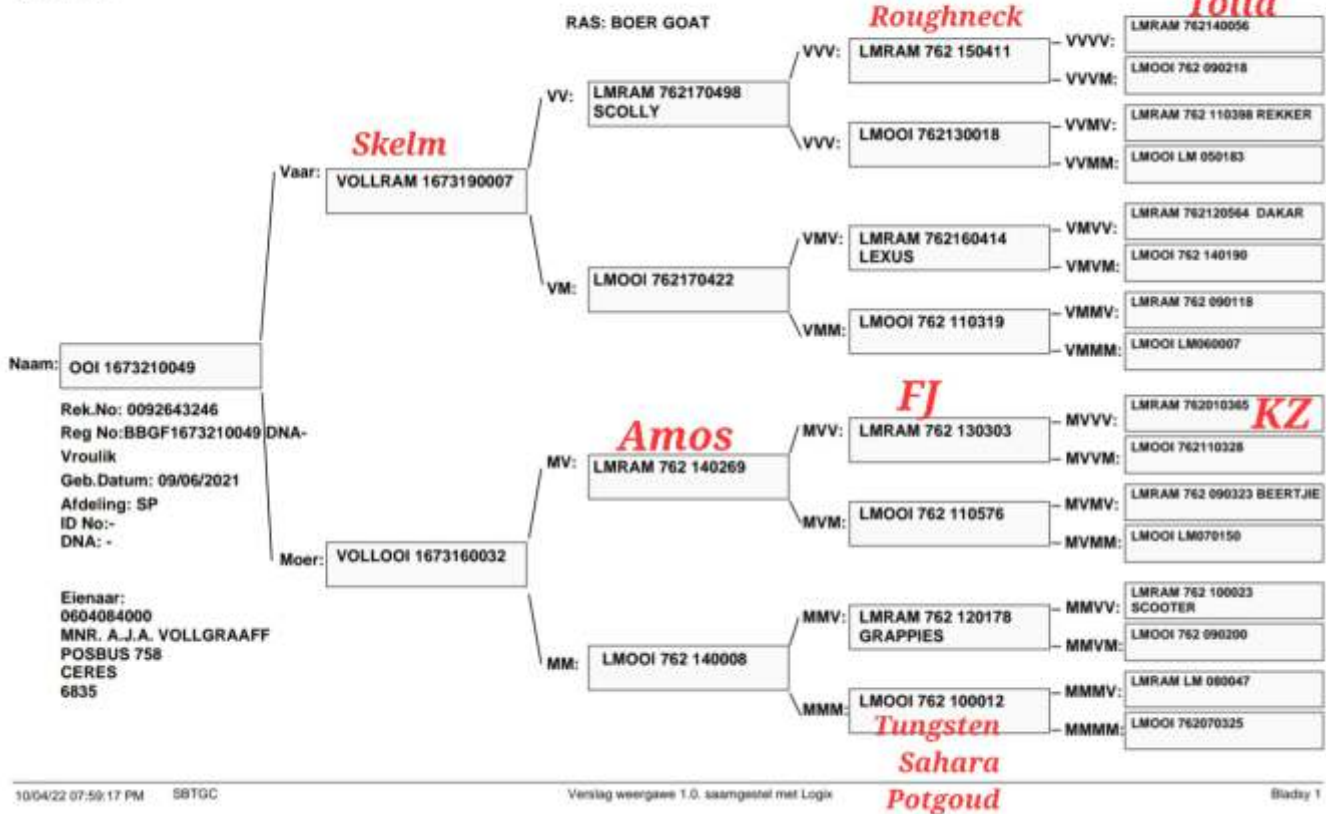 RAS: BOER GOAT
Roughneck
Tolla
VVV: LMRAM 762 150411
VVVV: LMRAM 762140056
VVVM: LMOOI 762 090218
VV: LMRAM 762170498
SCOLLY
VVV: LMOOI 762130018
VVMV: LMRAM 762 110398 REKKER
VVMM: LMOOI LM 050183
Skelm
Vaar: VOLLRAM 1673190007
VM: LMOOI 762170422
VMV: LMRAM 762160414
LEXUS
VMVV: LMRAM 762120564 DAKAR
VMVM: LMOOI 762 140190
VMM: LMOOI 762 110319
VMMV: LMRAM 762 090118
VMMM: LMOOI LM060007
Naam: OOI 1673210049
Rek.No: 0092643246
Reg No:BBGF1673210049 DNA-
Vroulik
Geb.Datum: 09/06/2021
Afdeling: SP
ID No:-
DNA: -
Eienaar:
0604084000
MNR. A.J.A. VOLLGRAAFF
POSBUS 758
CERES
6835
Moer: VOLLOOI 1673160032
Amos
MV: LMRAM 762 140269
FJ
MVV: LMRAM 762 130303
MVVV: LMRAM 762010365
KZ
MVVM: LMOOI 762110328
MVM: LMOOI 762 110576
MVMV: LMRAM 762 090323 BEERTJIE
MVMM: LMOOI LM070150
MM: LMOOI 762 140008
MMV: LMRAM 762 120178
GRAPPIES
MMVV: LMRAM 762 100023
SCOOTER
MMVM: LMOOI 762 090200
MMM: LMOOI 762 100012
MMMV: LMRAM LM 080047
MMMM: LMOOI 762070325
Tungsten
Sahara
Potgoud
10/04/22 07:59:17 PM SBTGC Verslag weergawe 1.0. saamgestel met Logix Bladsy 1